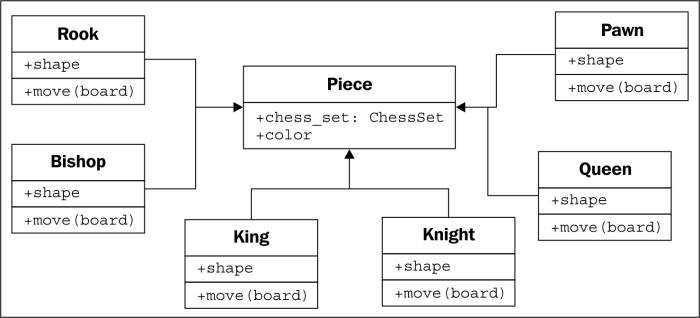 Rook
+shape
+move(board)
Bishop
+shape
+move(board)
Piece
+chess_set: ChessSet
+color
King
+shape
+move(board)
Knight
+shape
+move(board)
Pawn
+shape
+move(board)
Queen
+shape
+move(board)